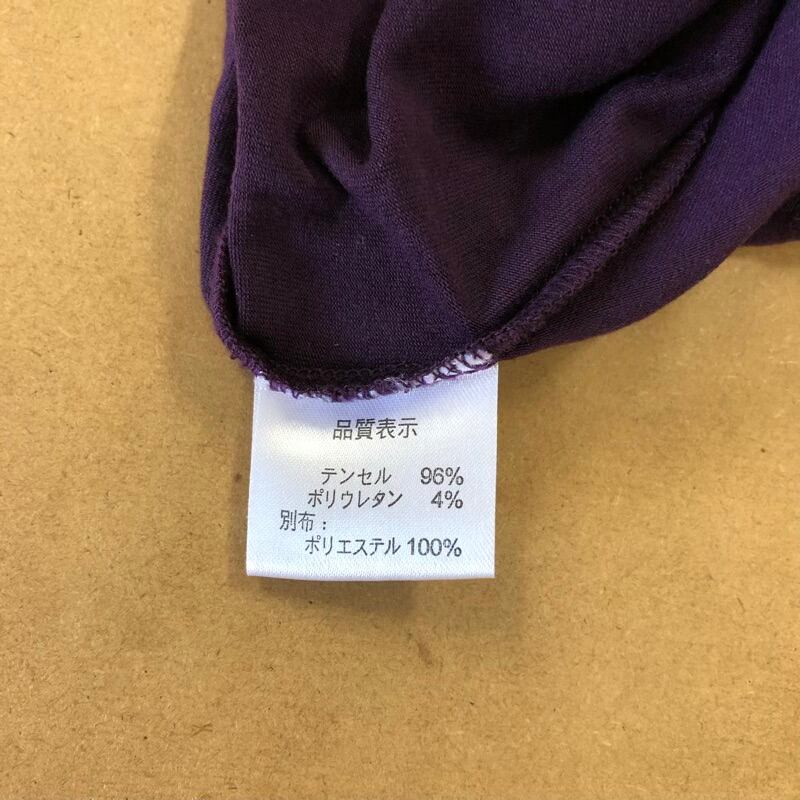 品質表示
テンセル 96%
ポリウレタン 4%
別布：
ポリエステル 100%